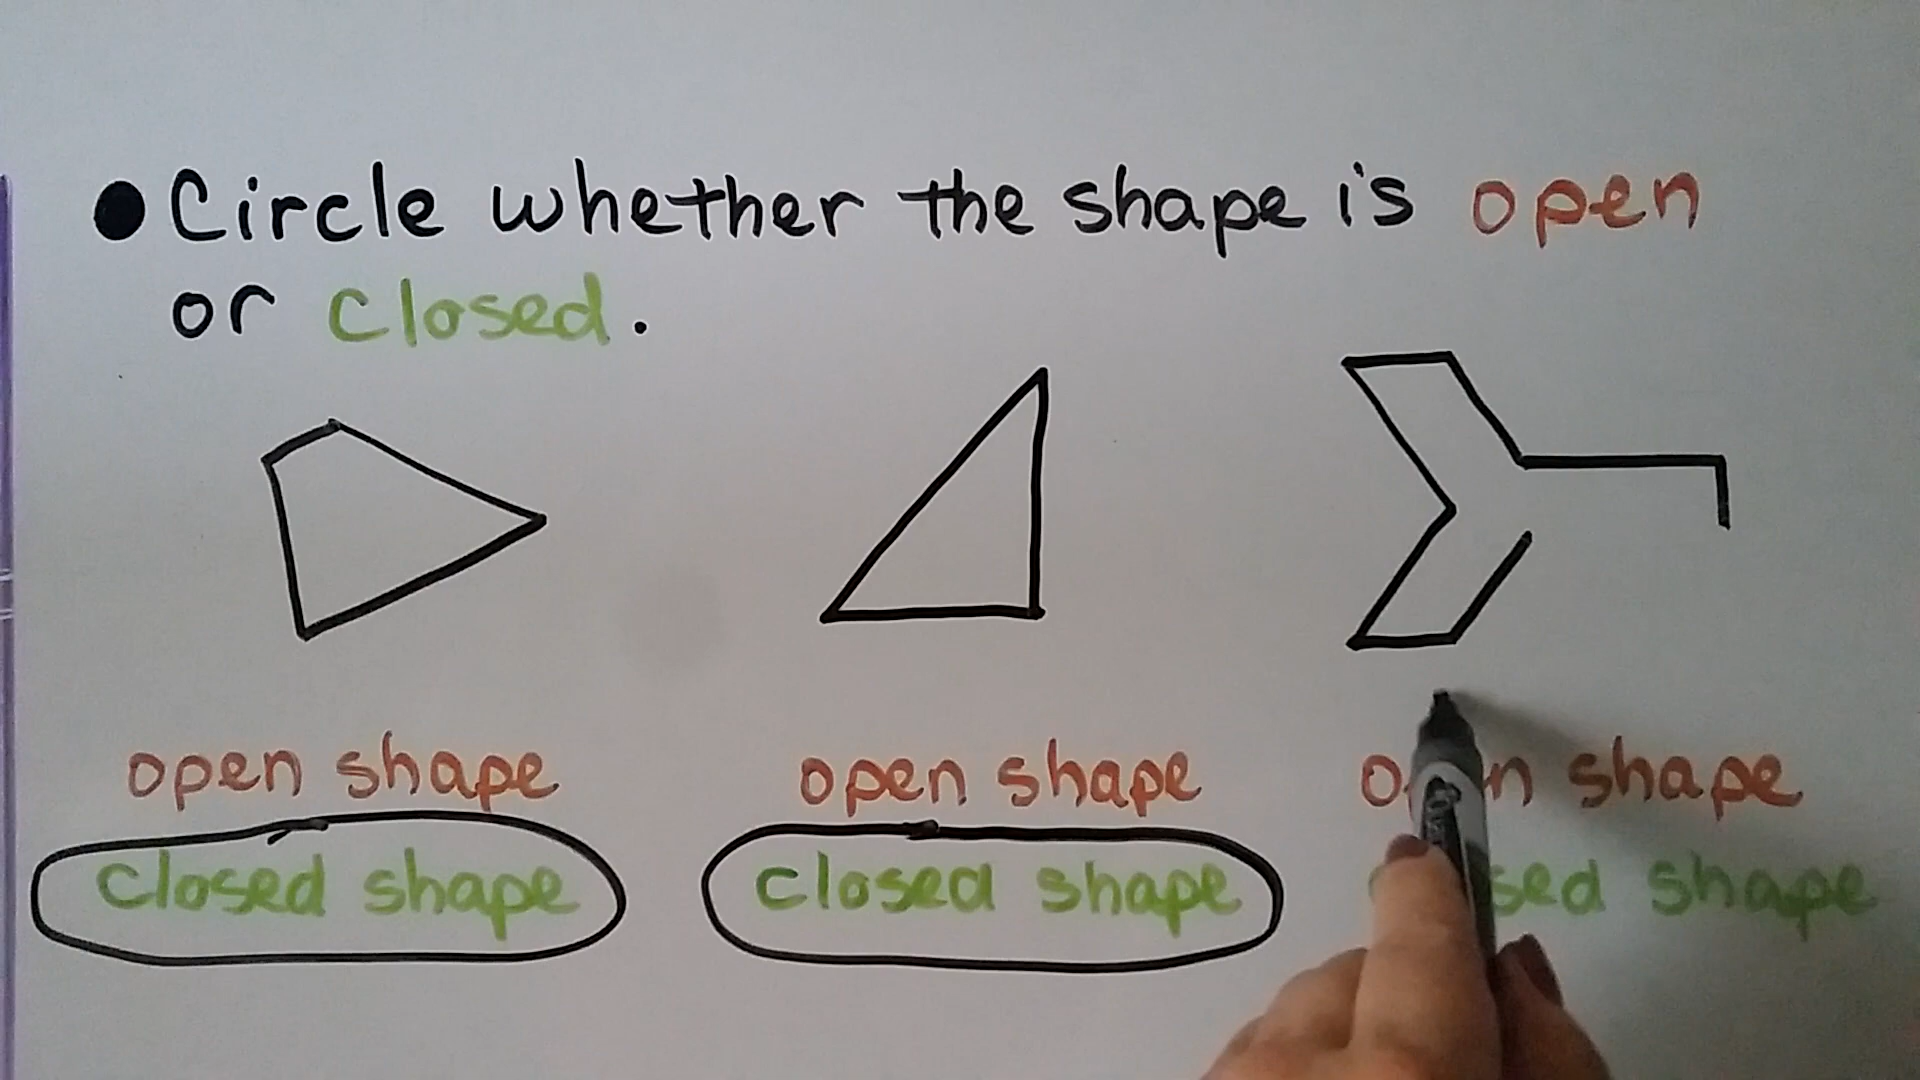 ● Circle whether the shape is open
or closed.
open shape open shape shape
closed shape closed shape shape